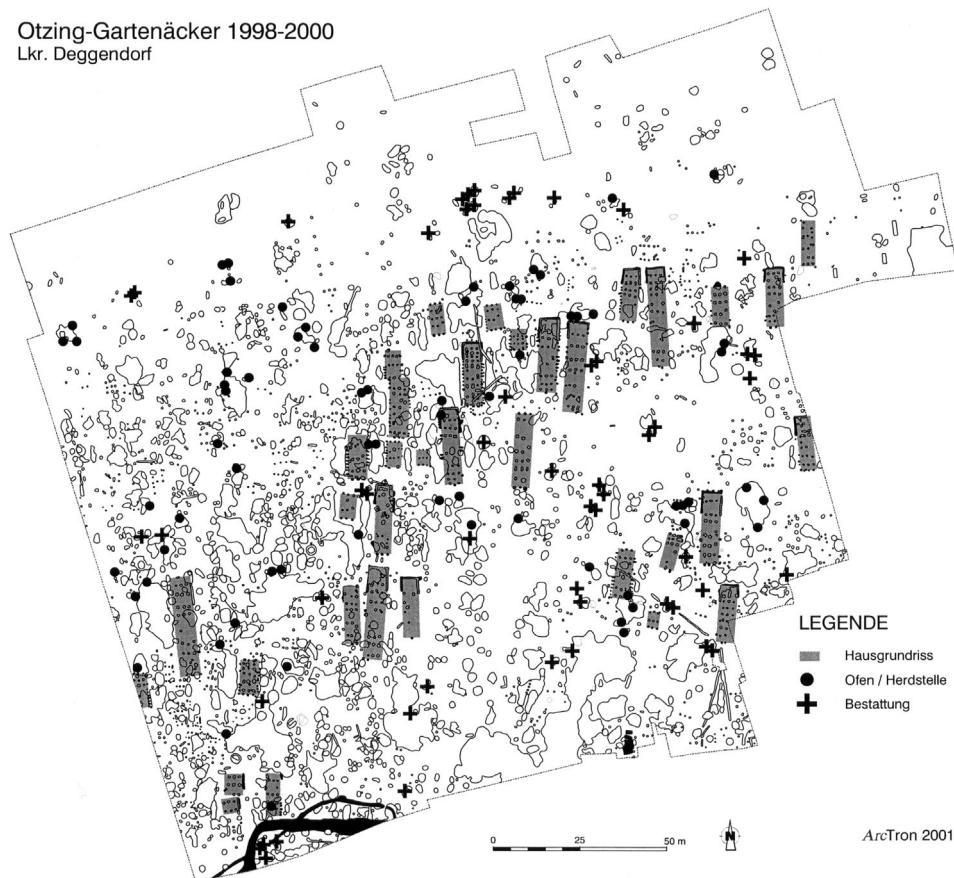 Otzing-Gartenäcker 1998-2000
Lkr. Deggendorf
LEGENDE
Hausgrundriss
Ofen / Herdstelle
Bestattung
0 25 50 m
N
ArcTron 2001